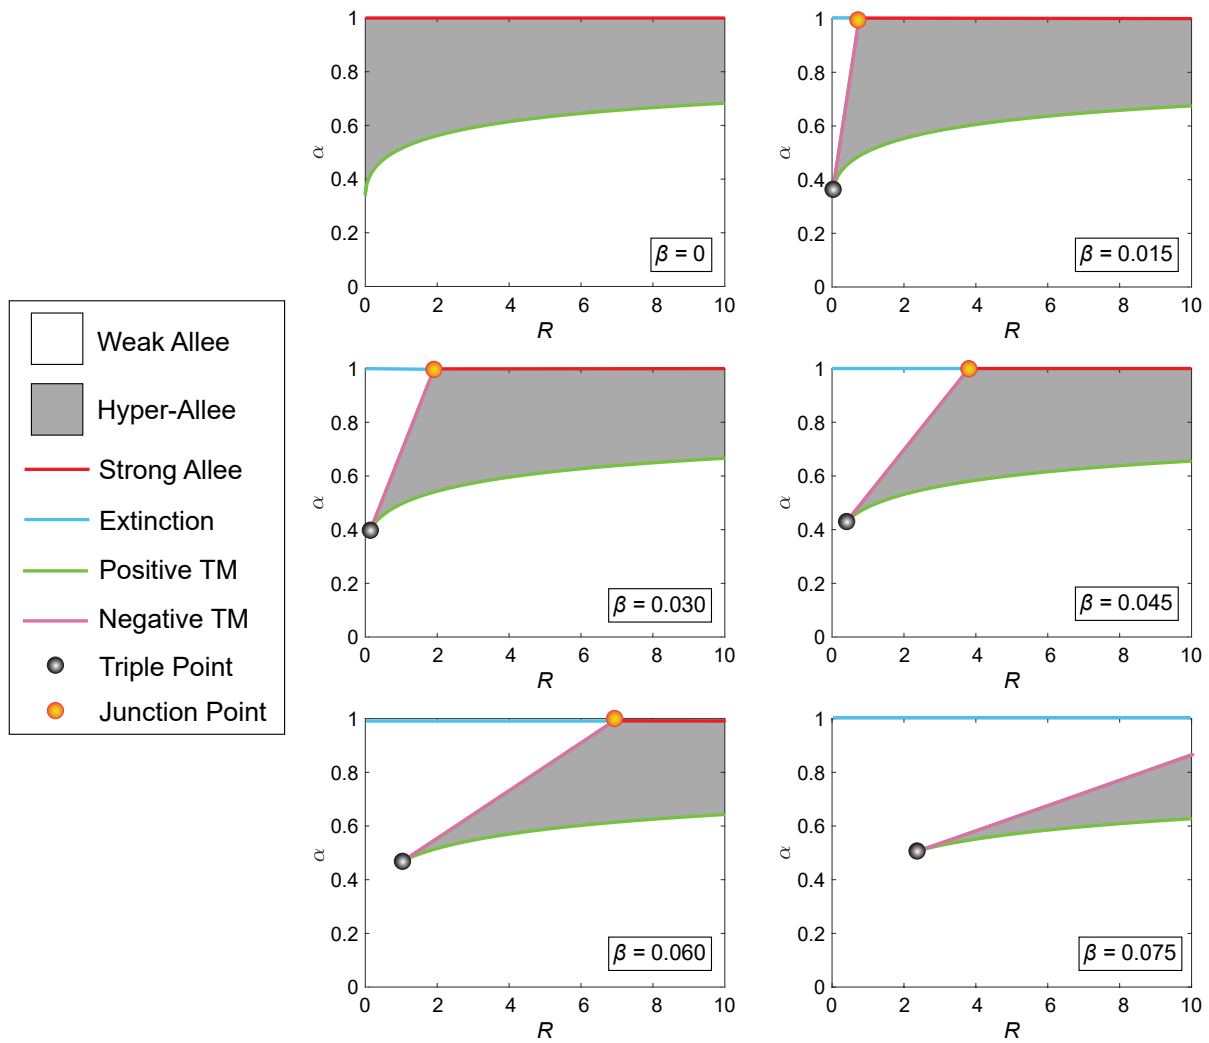 Weak Allee
Hyper-Allee
Strong Allee
Extinction
Positive TM
Negative TM
Triple Point
Junction Point
1
0.8
0.6
0.4
0.2
0
α
β = 0
0 2 4 6 8 10
R
1
0.8
0.6
0.4
0.2
0
α
β = 0.015
0 2 4 6 8 10
R
1
0.8
0.6
0.4
0.2
0
α
β = 0.030
0 2 4 6 8 10
R
1
0.8
0.6
0.4
0.2
0
α
β = 0.045
0 2 4 6 8 10
R
1
0.8
0.6
0.4
0.2
0
α
β = 0.060
0 2 4 6 8 10
R
1
0.8
0.6
0.4
0.2
0
α
β = 0.075
0 2 4 6 8 10
R